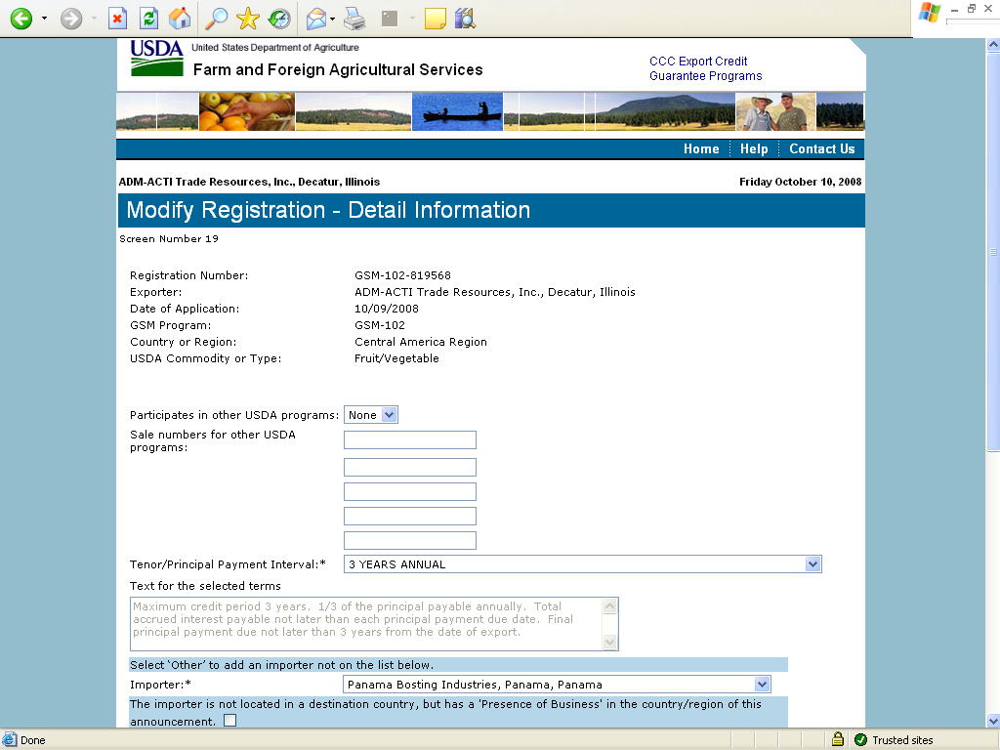 USDA United States Department of Agriculture
Farm and Foreign Agricultural Services
CCC Export Credit
Guarantee Programs
Home Help Contact Us
ADM-ACTI Trade Resources, Inc., Decatur, Illinois Friday October 10, 2008
Modify Registration - Detail Information
Screen Number 19
Registration Number: GSM-102-819568
Exporter: ADM-ACTI Trade Resources, Inc., Decatur, Illinois
Date of Application: 10/09/2008
GSM Program: GSM-102
Country or Region: Central America Region
USDA Commodity or Type: Fruit/Vegetable
Participates in other USDA programs: None
Sale numbers for other USDA
programs:
Tenor/Principal Payment Interval:* 3 YEARS ANNUAL
Text for the selected terms
Maximum credit period 3 years. 1/3 of the principal payable annually. Total
accrued interest payable not later than each principal payment due date. Final
principal payment due not later than 3 years from the date of export.
Select 'Other' to add an importer not on the list below.
Importer:* Panama Bosting Industries, Panama, Panama
The importer is not located in a destination country, but has a 'Presence of Business' in the country/region of this
announcement.
Done Trusted sites